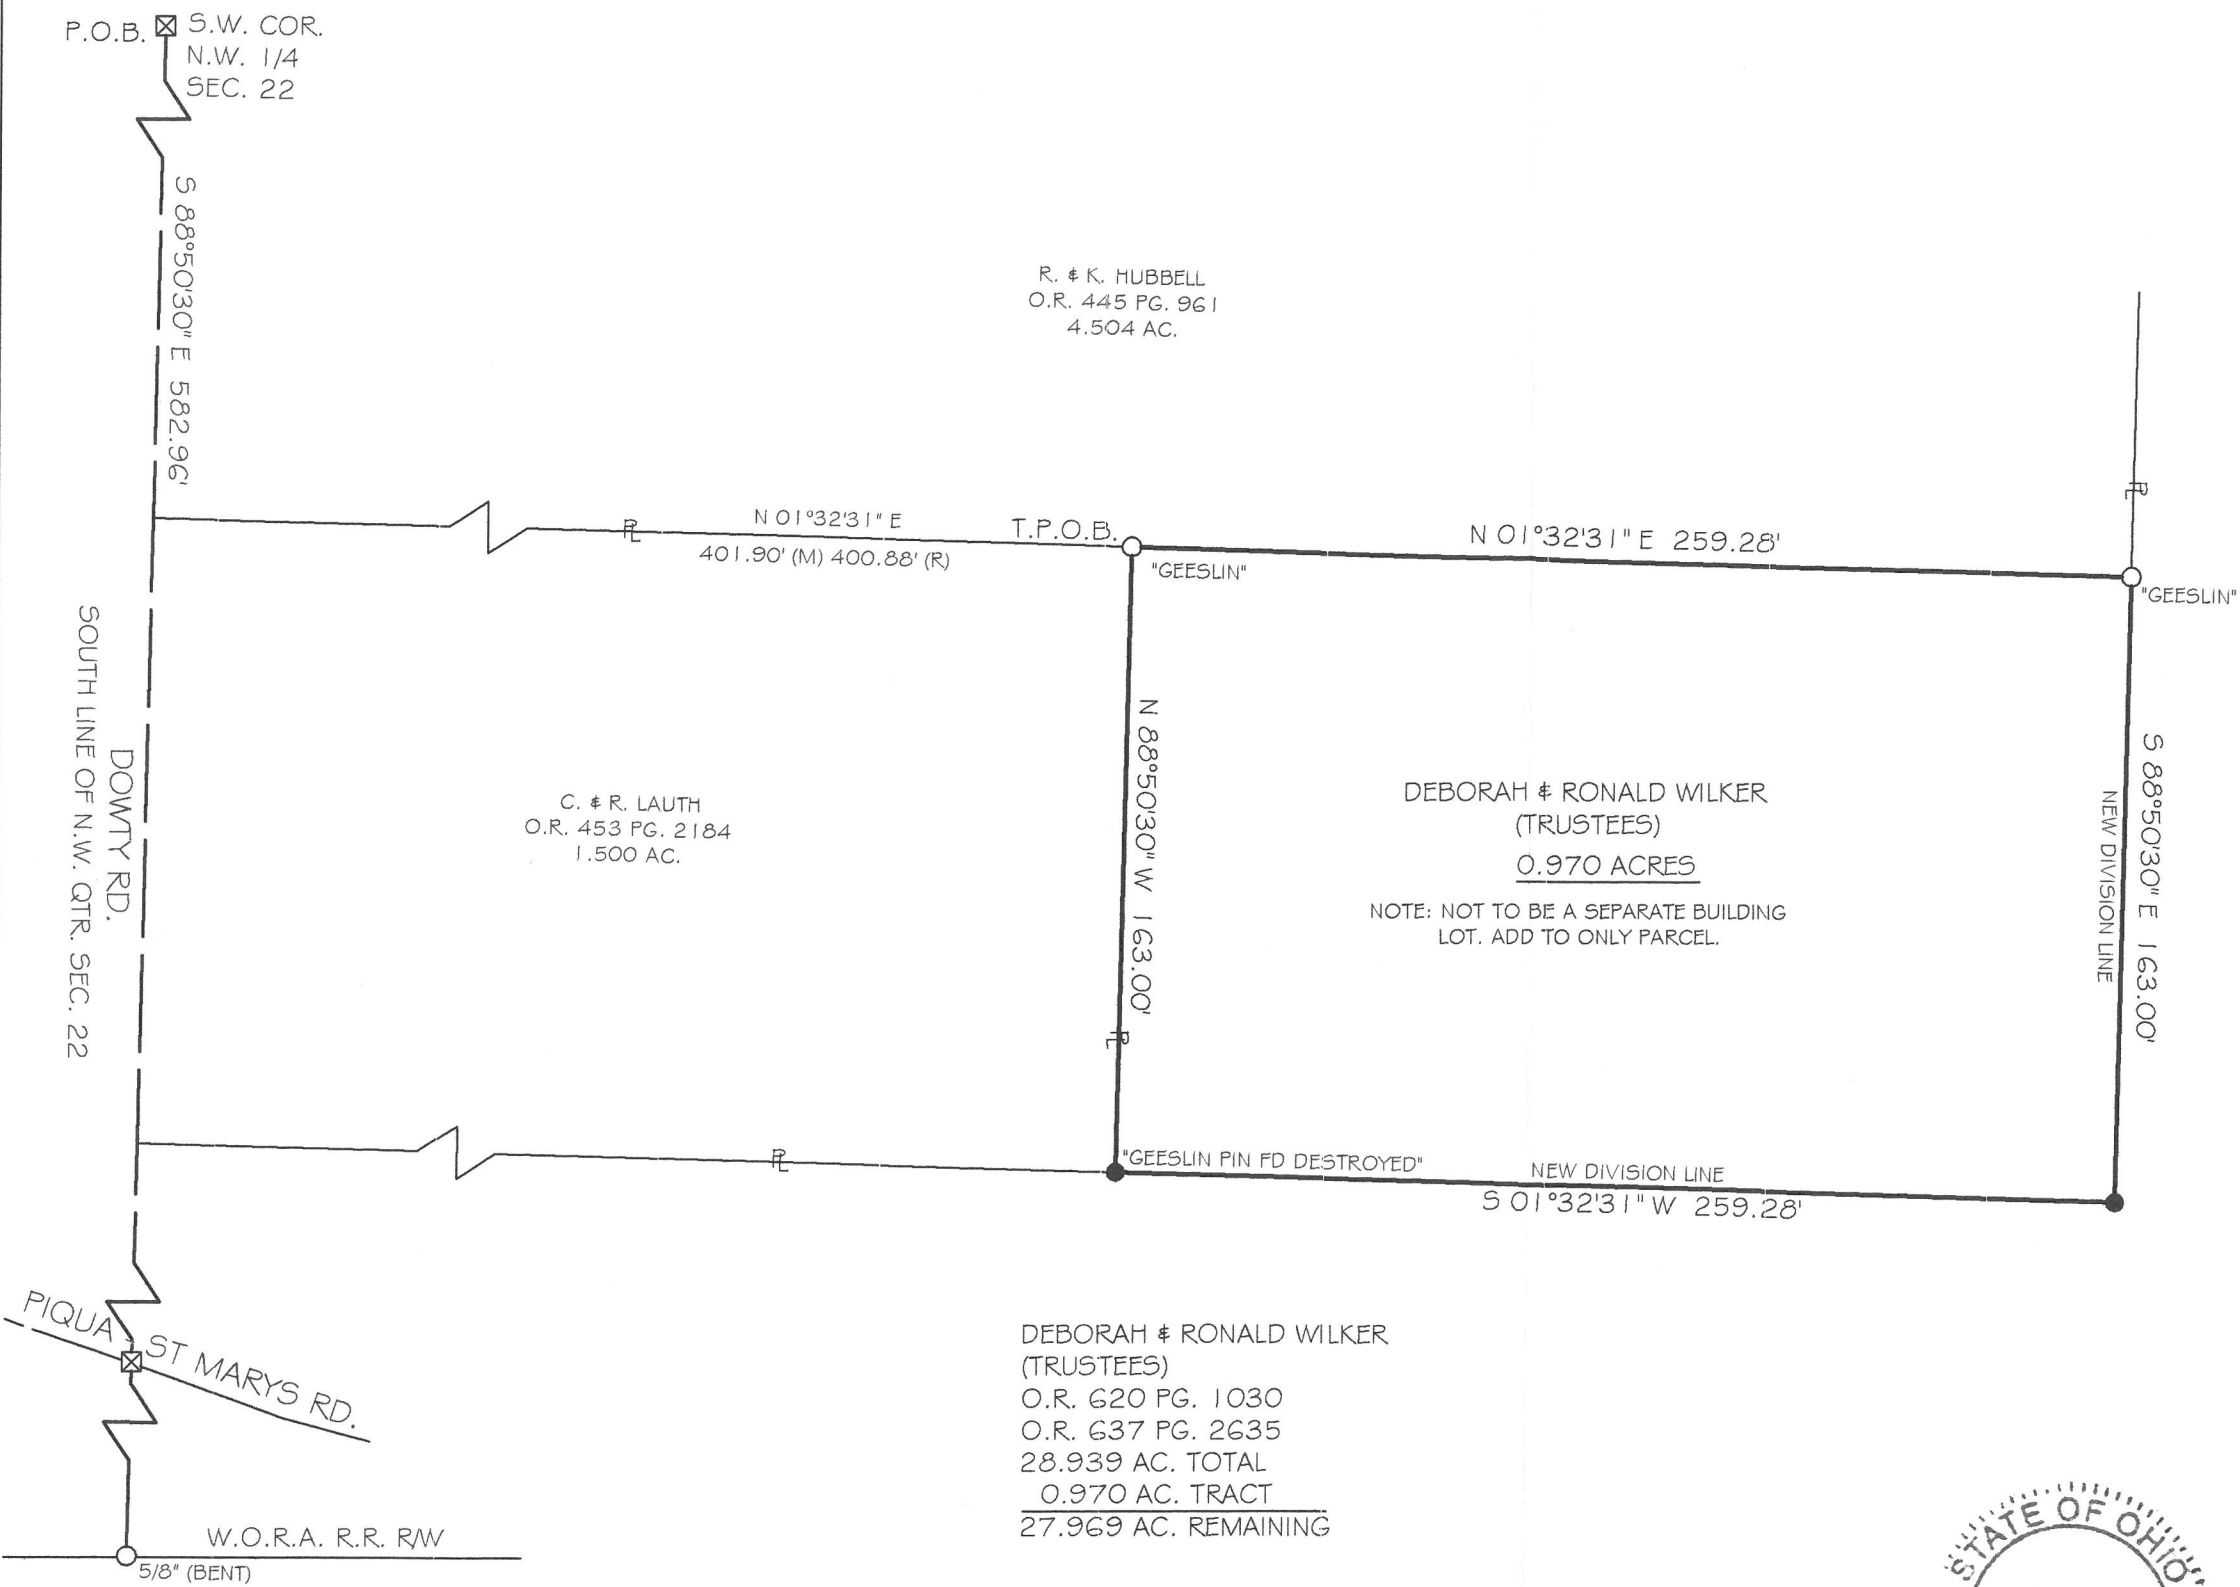 P.O.B.
S.W. COR.
N.W. 1/4
SEC. 22
S 88°50'30" E 582.96'
R. & K. HUBBELL
O.R. 445 PG. 961
4.504 AC.
PL
N 01°32'31" E
401.90' (M) 400.88' (R)
PL
T.P.O.B.
"GEESLIN"
N 01°32'31" E 259.28'
"GEESLIN"
DOWTY RD.
SOUTH LINE OF N.W. QTR. SEC. 22
C. & R. LAUTH
O.R. 453 PG. 2184
1.500 AC.
N 88°50'30" W 163.00'
PL
DEBORAH & RONALD WILKER
(TRUSTEES)
0.970 ACRES
NOTE: NOT TO BE A SEPARATE BUILDING
LOT. ADD TO ONLY PARCEL.
S 88°50'30" E 163.00'
NEW DIVISION LINE
PL
"GEESLIN PIN FD DESTROYED"
NEW DIVISION LINE
S 01°32'31" W 259.28'
PIQUA - ST MARYS RD.
DEBORAH & RONALD WILKER
(TRUSTEES)
O.R. 620 PG. 1030
O.R. 637 PG. 2635
28.939 AC. TOTAL
0.970 AC. TRACT
27.969 AC. REMAINING
W.O.R.A. R.R. R/W
5/8" (BENT)
STATE OF OHIO